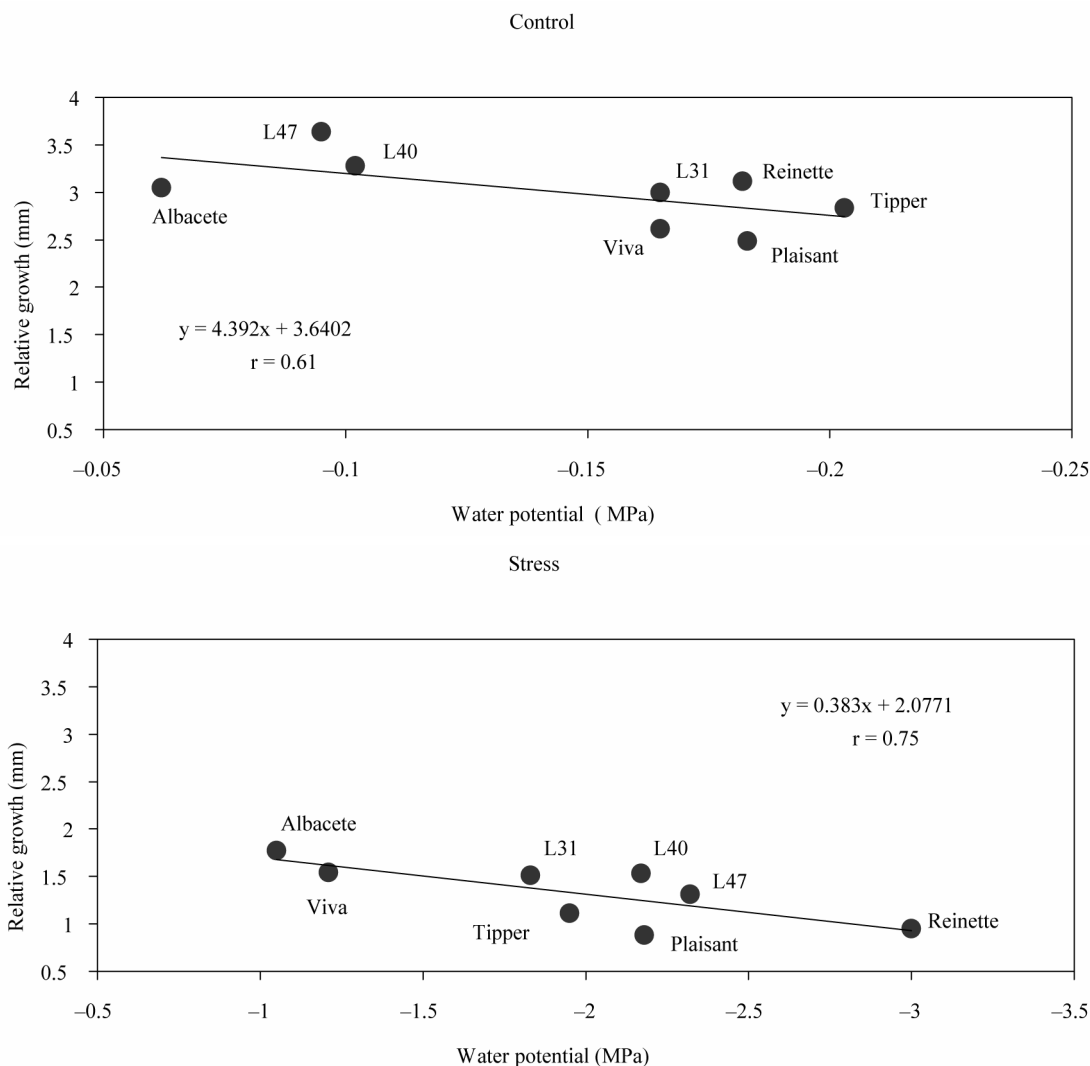 Control
4
3.5
3
2.5
2
1.5
1
0.5
Relative growth (mm)
L47
L40
L31
Reinette
Tipper
Albacete
Viva
Plaisant
y = 4.392x + 3.6402
r = 0.61
–0.05
–0.1
–0.15
–0.2
–0.25
Water potential ( MPa)
Stress
4
3.5
3
2.5
2
1.5
1
0.5
Relative growth (mm)
y = 0.383x + 2.0771
r = 0.75
Albacete
L31
L40
L47
Viva
Tipper
Plaisant
Reinette
–0.5
–1
–1.5
–2
–2.5
–3
–3.5
Water potential (MPa)